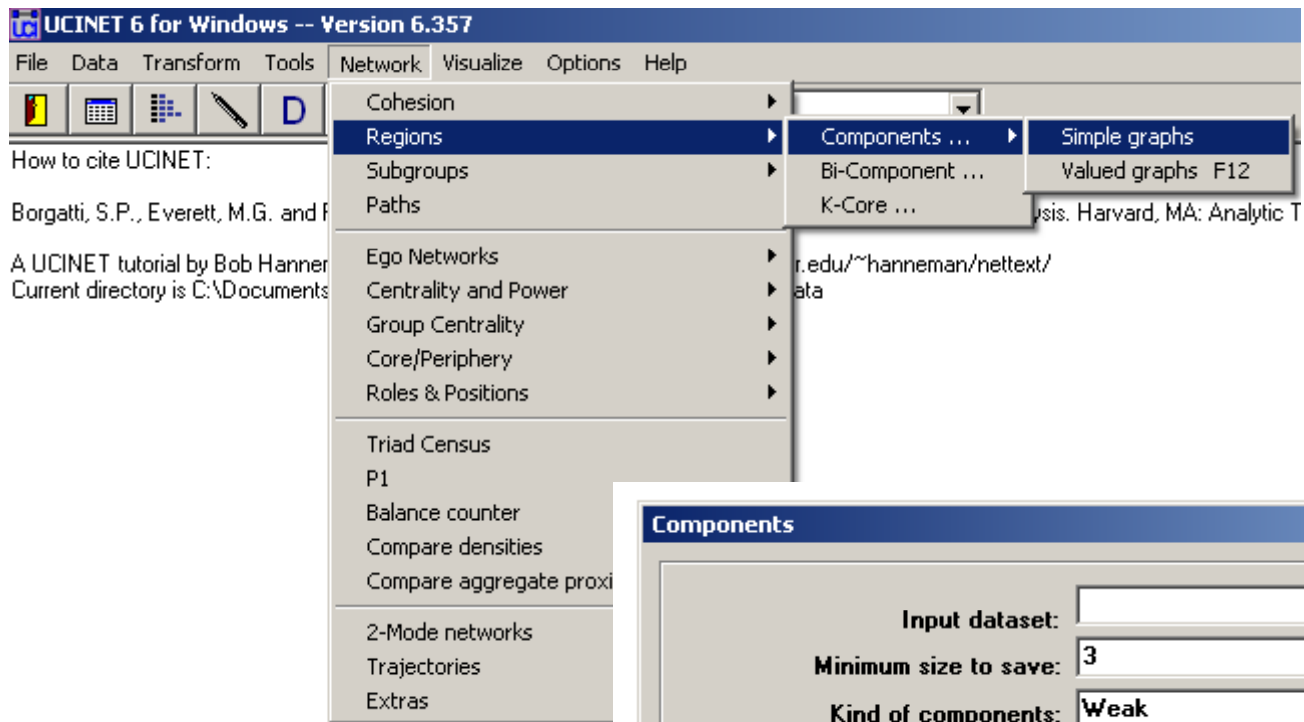 UCINET 6 for Windows -- Version 6.357
File Data Transform Tools Network Visualize Options Help
D
Cohesion
Regions
Subgroups
Paths
Ego Networks
Centrality and Power
Group Centrality
Core/Periphery
Roles & Positions
Triad Census
P1
Balance counter
Compare densities
Compare aggregate proxi
2-Mode networks
Trajectories
Extras
Components ...
Bi-Component ...
K-Core ...
Simple graphs
Valued graphs F12
How to cite UCINET:
Borgatti, S.P., Everett, M.G. and ysis. Harvard, MA: Analytic T
A UCINET tutorial by Bob Hanner r.edu/~hanneman/nettext/
Current directory is C:\Documents ata
Components
Input dataset:
Minimum size to save: 3
Kind of components: Weak